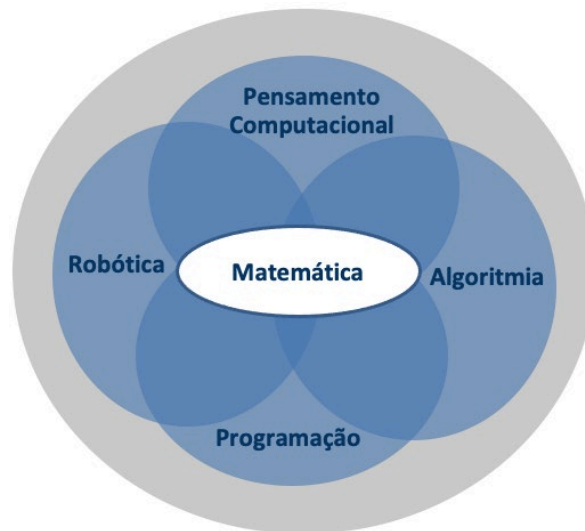 Pensamento
Computacional
Robótica
Matemática
Algoritmia
Programação